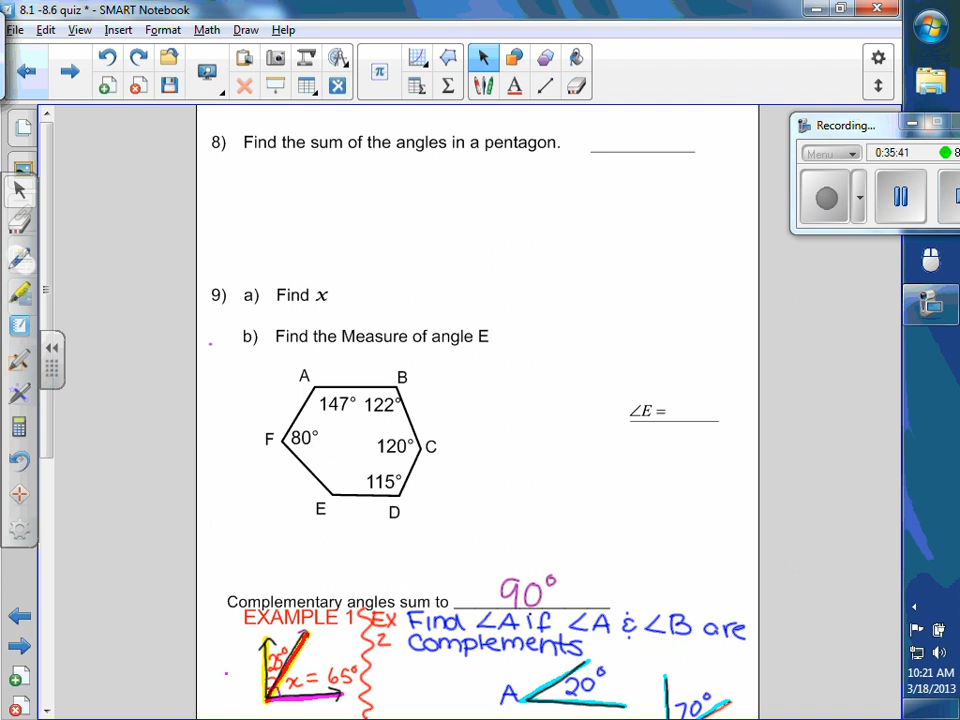 8.1 -8.6 quiz * - SMART Notebook
File Edit View Insert Format Math Draw Help
π
Σ
A
Recording...
Menu
0:35:41
8
8) Find the sum of the angles in a pentagon.
9) a) Find x
b) Find the Measure of angle E
A
B
147° 122°
∠E =
F
80°
120°
C
115°
E
D
Complementary angles sum to 90°
EXAMPLE 1
Ex
2
Find ∠A if ∠A & ∠B are
complements
25°
x = 65°
A
20°
70°
10:21 AM
3/18/2013